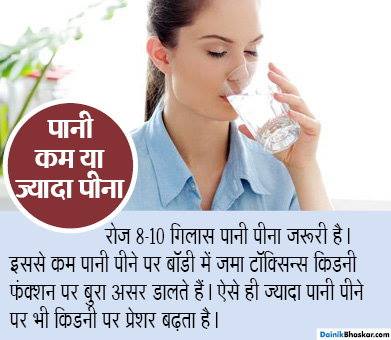 पानी
कम या
ज्यादा पीना
रोज 8-10 गिलास पानी पीना जरूरी है।
इससे कम पानी पीने पर बॉडी में जमा टॉक्सिन्स किडनी
फंक्शन पर बुरा असर डालते हैं। ऐसे ही ज्यादा पानी पीने
पर भी किडनी पर प्रेशर बढ़ता है।
DainikBhaskar.com